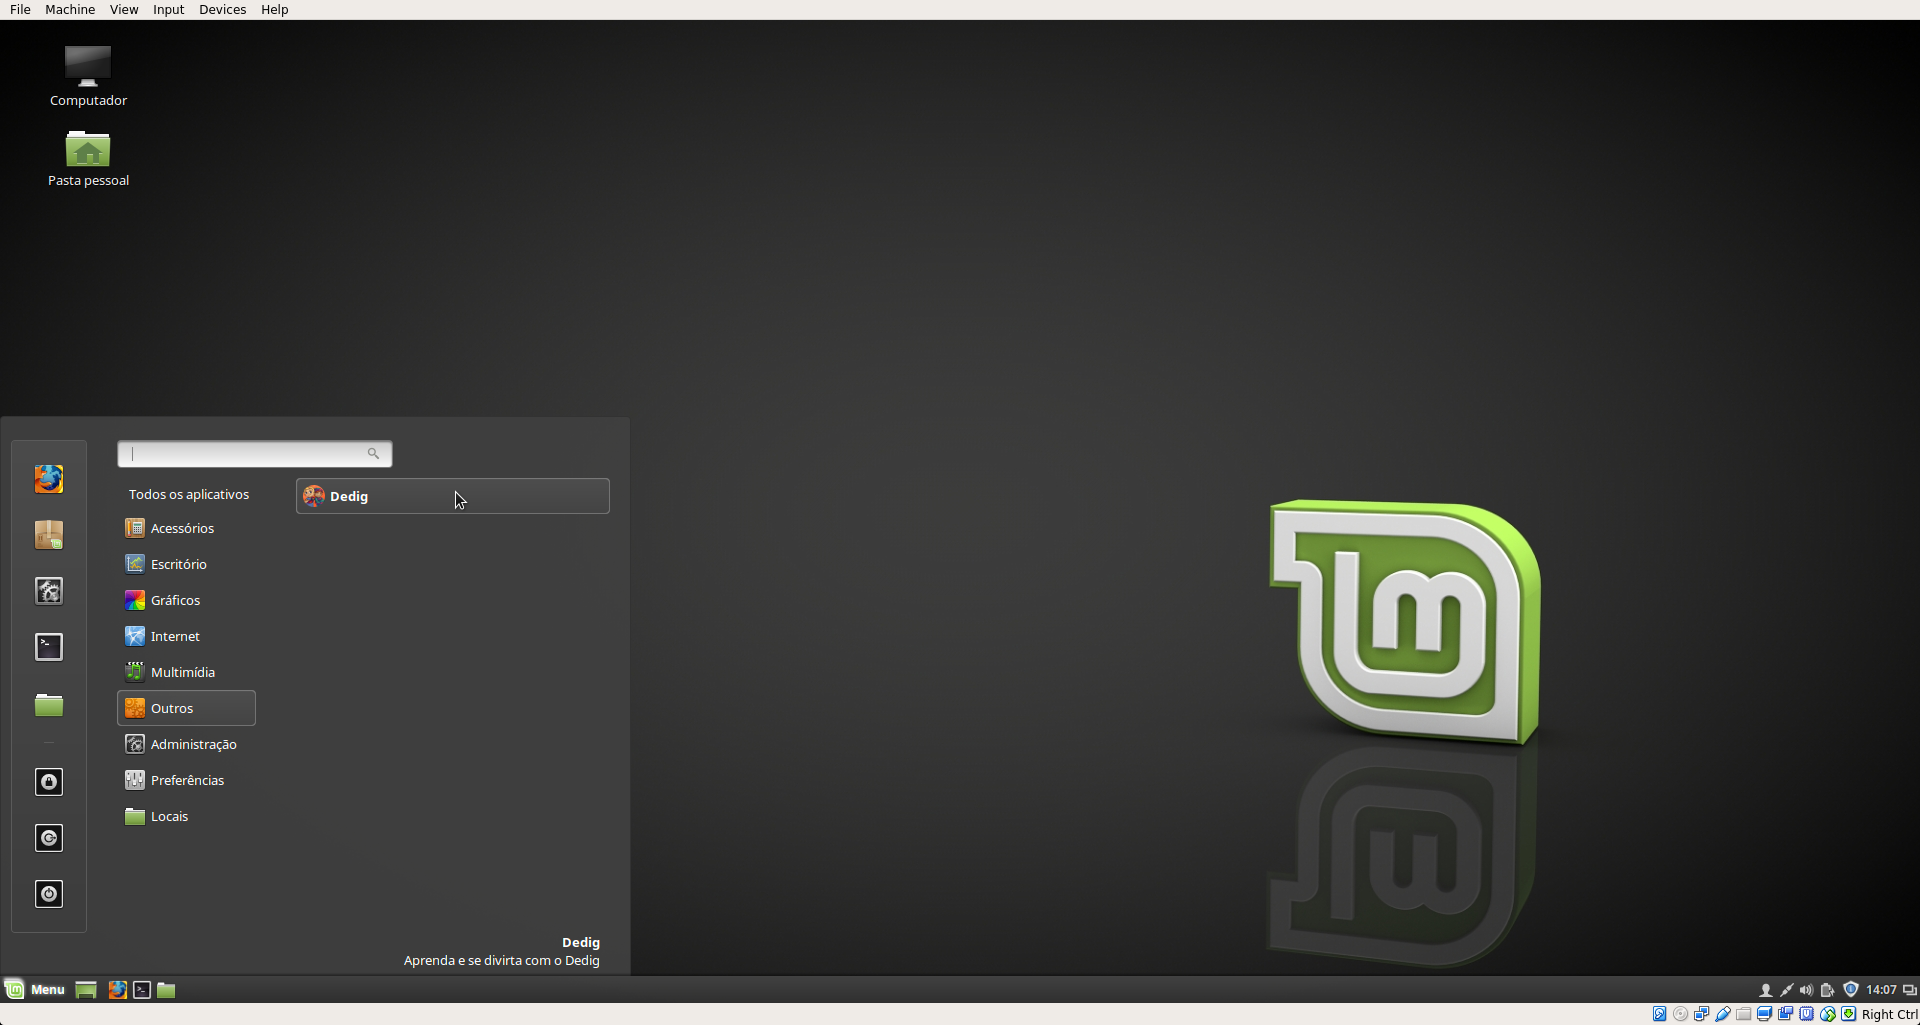 File Machine View Input Devices Help
Computador
Pasta pessoal
Todos os aplicativos
Dedig
Acessórios
Escritório
Gráficos
Internet
Multimídia
Outros
Administração
Preferências
Locais
Dedig
Aprenda e se divirta com o Dedig
Menu
14:07
Right Ctrl